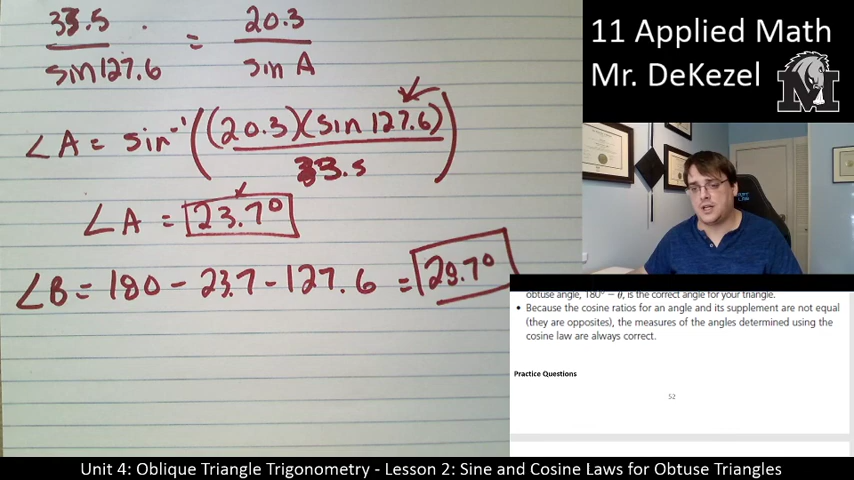 33.5 = 20.3
sin127.6 sin A
∠A = sin⁻¹((20.3)(sin 127.6)
33.5)
∠A = 23.7°
∠B = 180 - 23.7 - 127.6 = 28.7°
11 Applied Math
Mr. DeKezel
M
obtuse angle, 180° − θ, is the correct angle for your triangle.
• Because the cosine ratios for an angle and its supplement are not equal
(they are opposites), the measures of the angles determined using the
cosine law are always correct.
Practice Questions
52
Unit 4: Oblique Triangle Trigonometry - Lesson 2: Sine and Cosine Laws for Obtuse Triangles